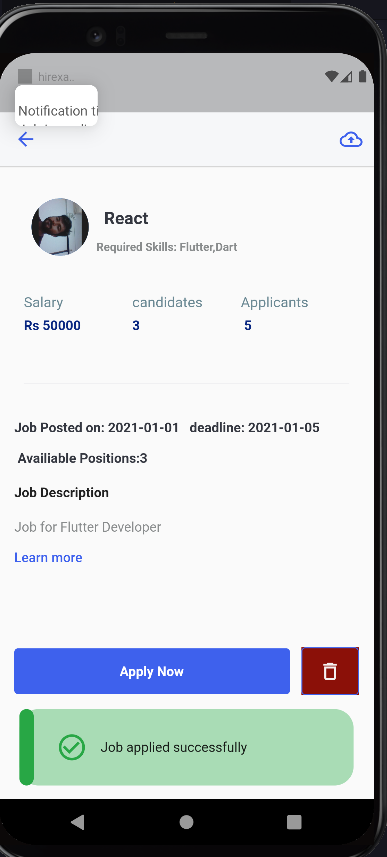 hirexa..
Notification ti
React
Required Skills: Flutter,Dart
Salary candidates Applicants
Rs 50000 3 5
Job Posted on: 2021-01-01 deadline: 2021-01-05
Availiable Positions:3
Job Description
Job for Flutter Developer
Learn more
Apply Now
Job applied successfully